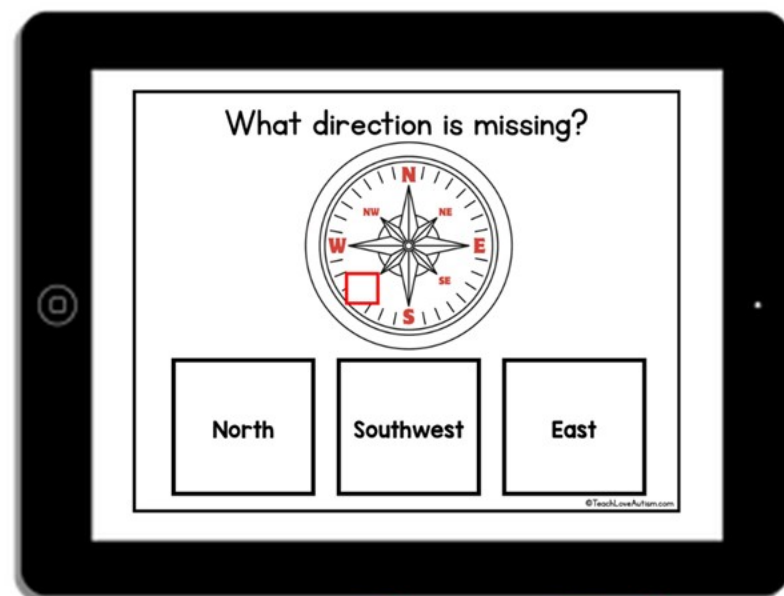 What direction is missing?
N
NW
NE
W
E
SE
S
North
Southwest
East
©TeachLoveAutism.com